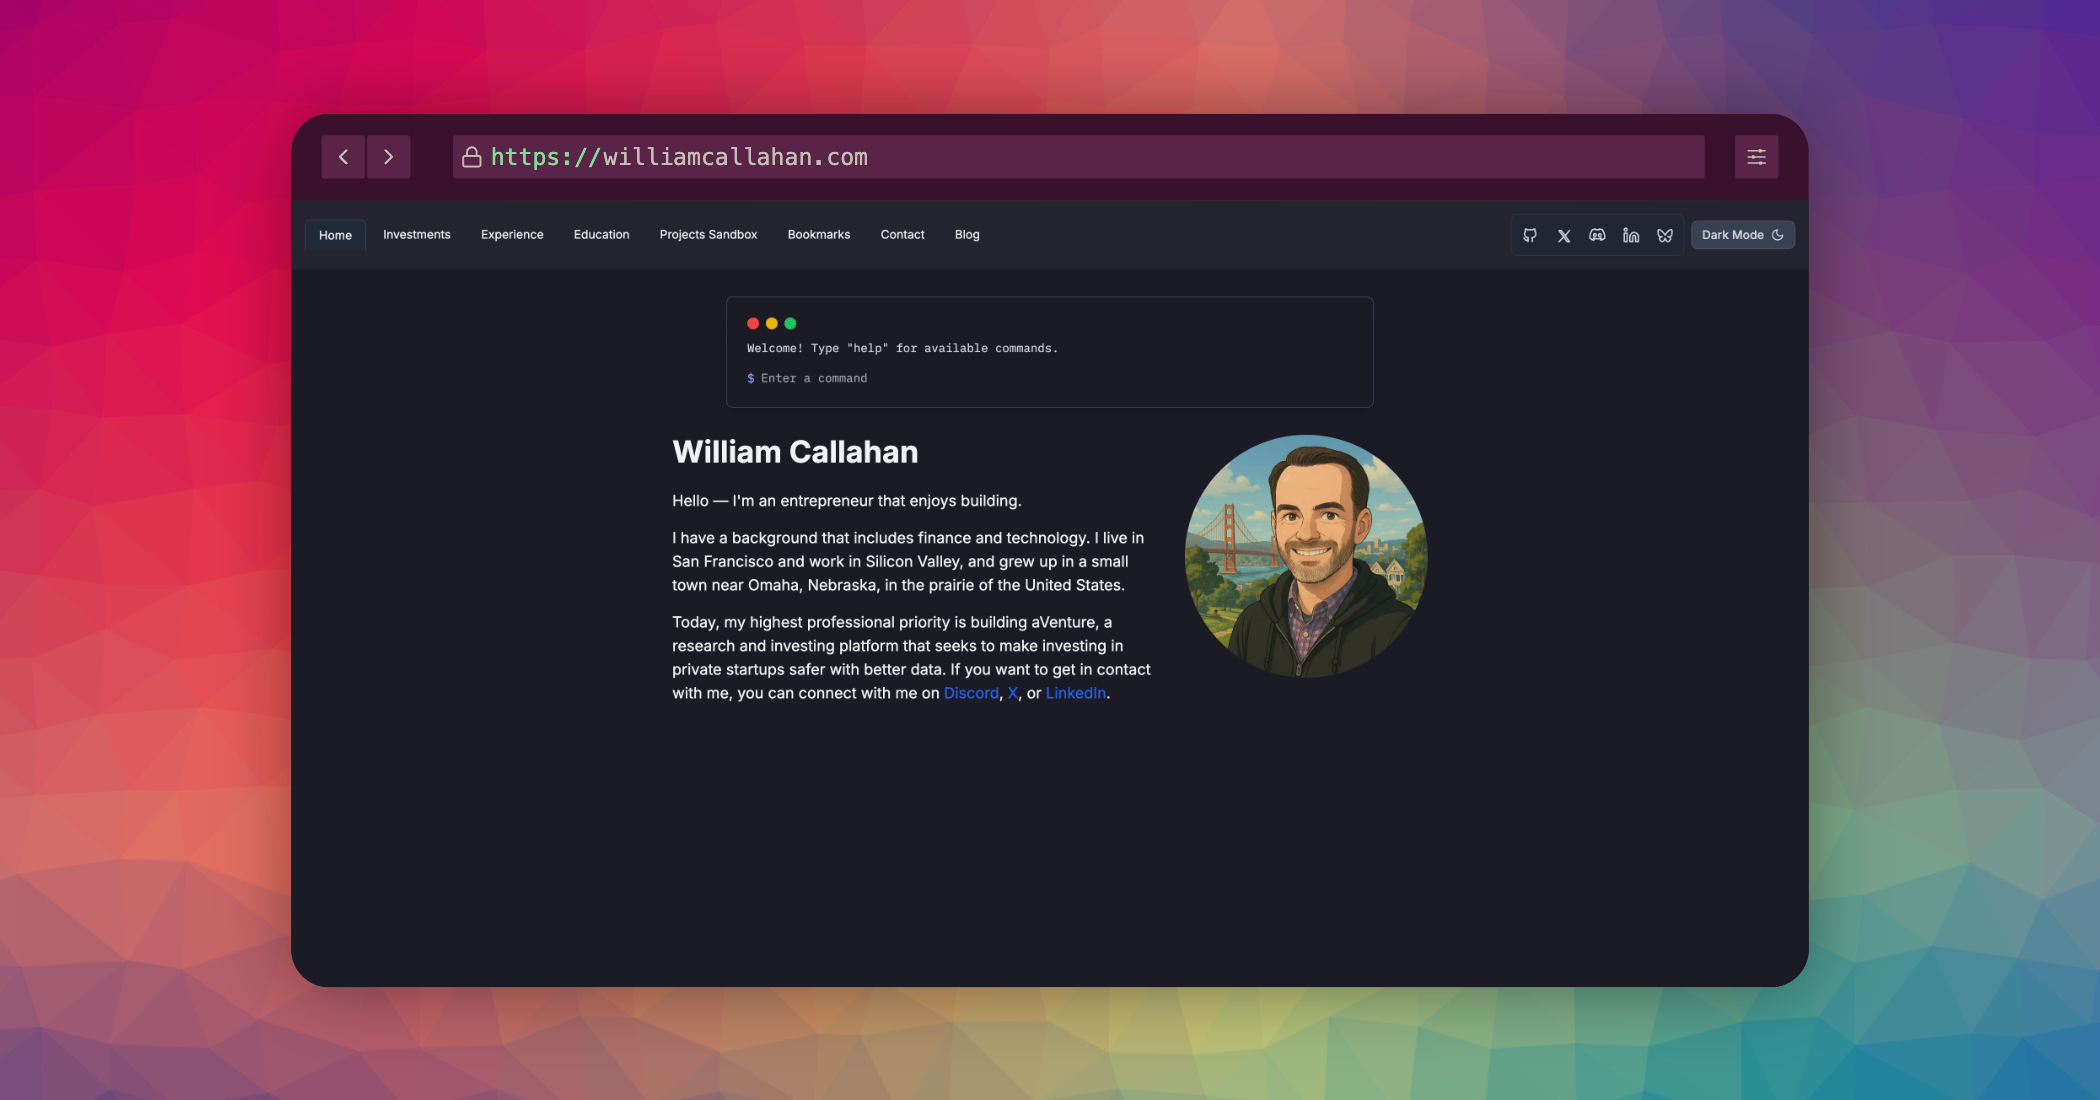 https://williamcallahan.com
Home Investments Experience Education Projects Sandbox Bookmarks Contact Blog Dark Mode
Welcome! Type "help" for available commands.
$ Enter a command
William Callahan
Hello — I'm an entrepreneur that enjoys building.
I have a background that includes finance and technology. I live in
San Francisco and work in Silicon Valley, and grew up in a small
town near Omaha, Nebraska, in the prairie of the United States.
Today, my highest professional priority is building aVenture, a
research and investing platform that seeks to make investing in
private startups safer with better data. If you want to get in contact
with me, you can connect with me on Discord, X, or LinkedIn.